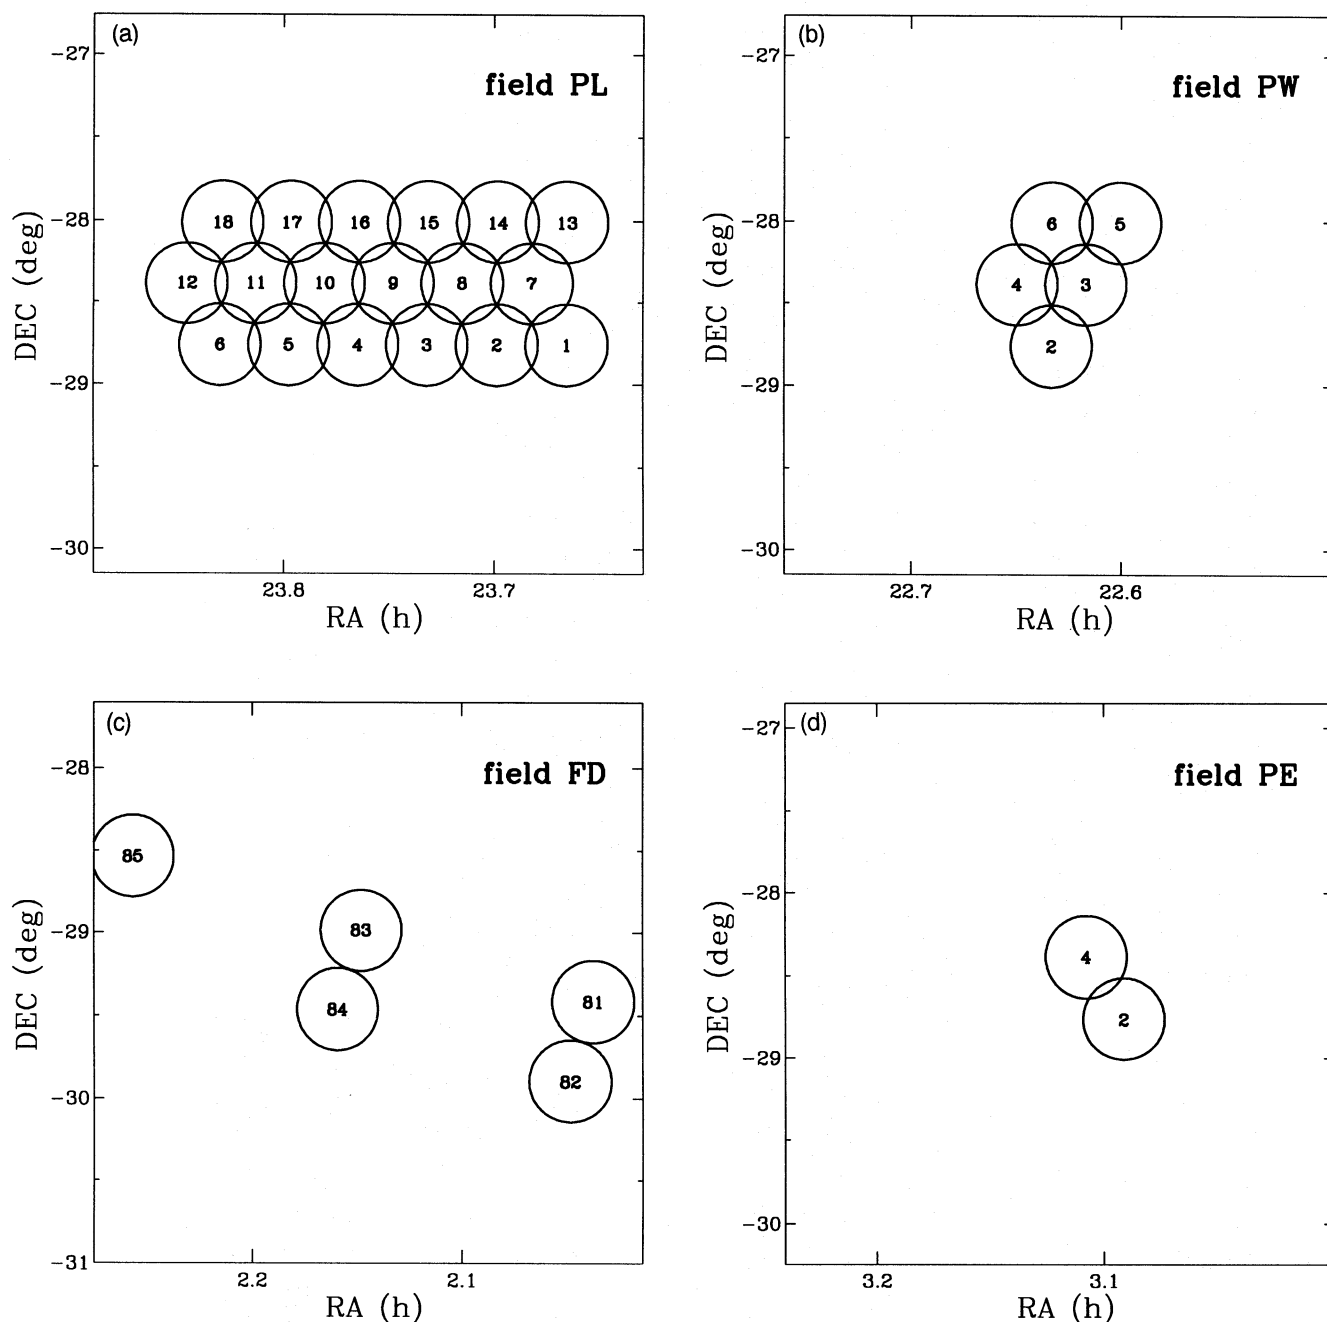 (a)
field PL
-27
-28
-29
-30
DEC (deg)
18 17 16 15 14 13
12 11 10 9 8 7
6 5 4 3 2 1
23.8 23.7
RA (h)
(b)
field PW
-27
-28
-29
-30
DEC (deg)
6 5
4 3
2
22.7 22.6
RA (h)
(c)
field FD
-28
-29
-30
-31
DEC (deg)
85
83
84
81
82
2.2 2.1
RA (h)
(d)
field PE
-27
-28
-29
-30
DEC (deg)
4
2
3.2 3.1
RA (h)